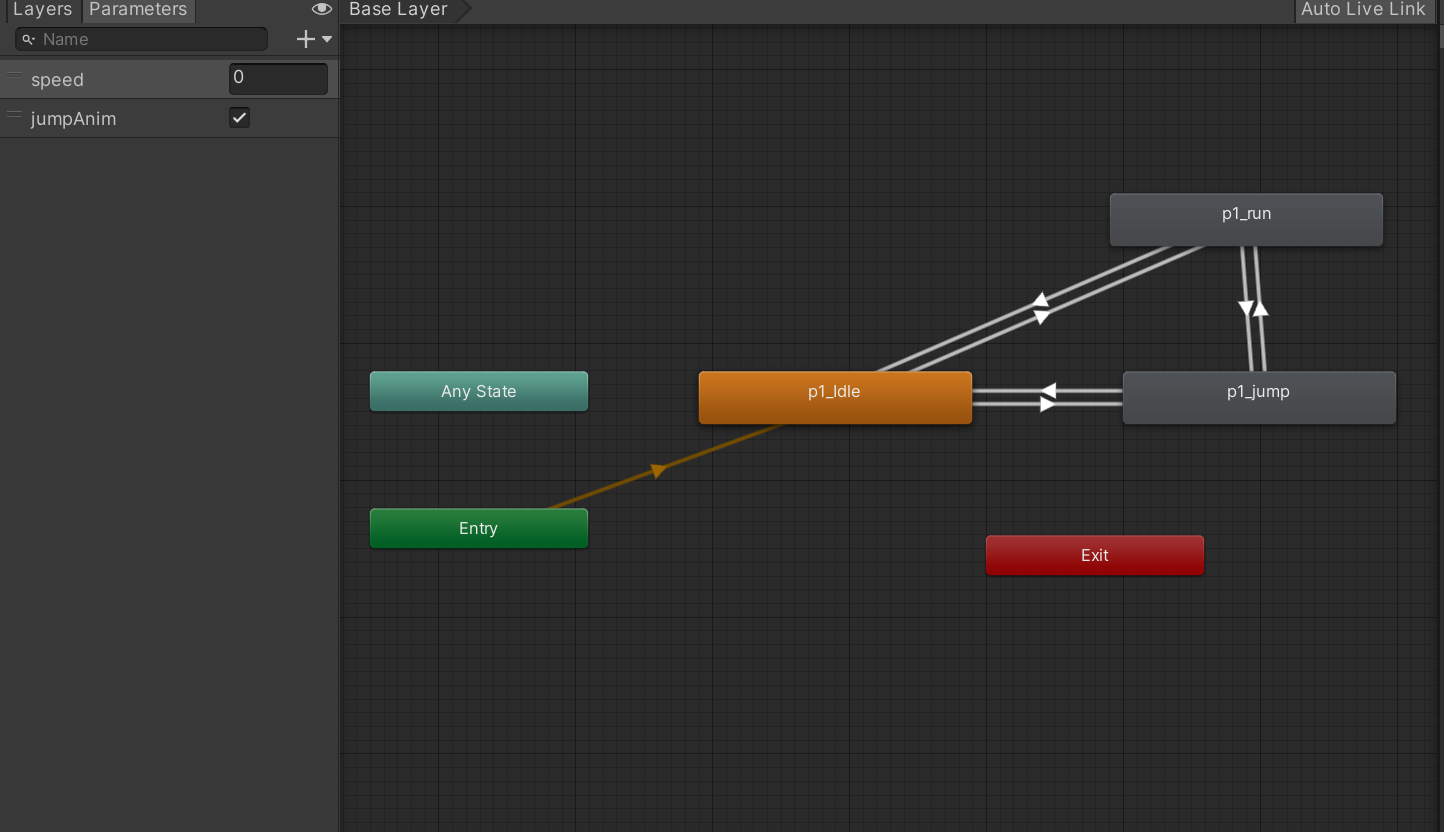 Layers Parameters
Base Layer
Auto Live Link
Name
speed 0
jumpAnim
p1_run
Any State
p1_Idle
p1_jump
Entry
Exit